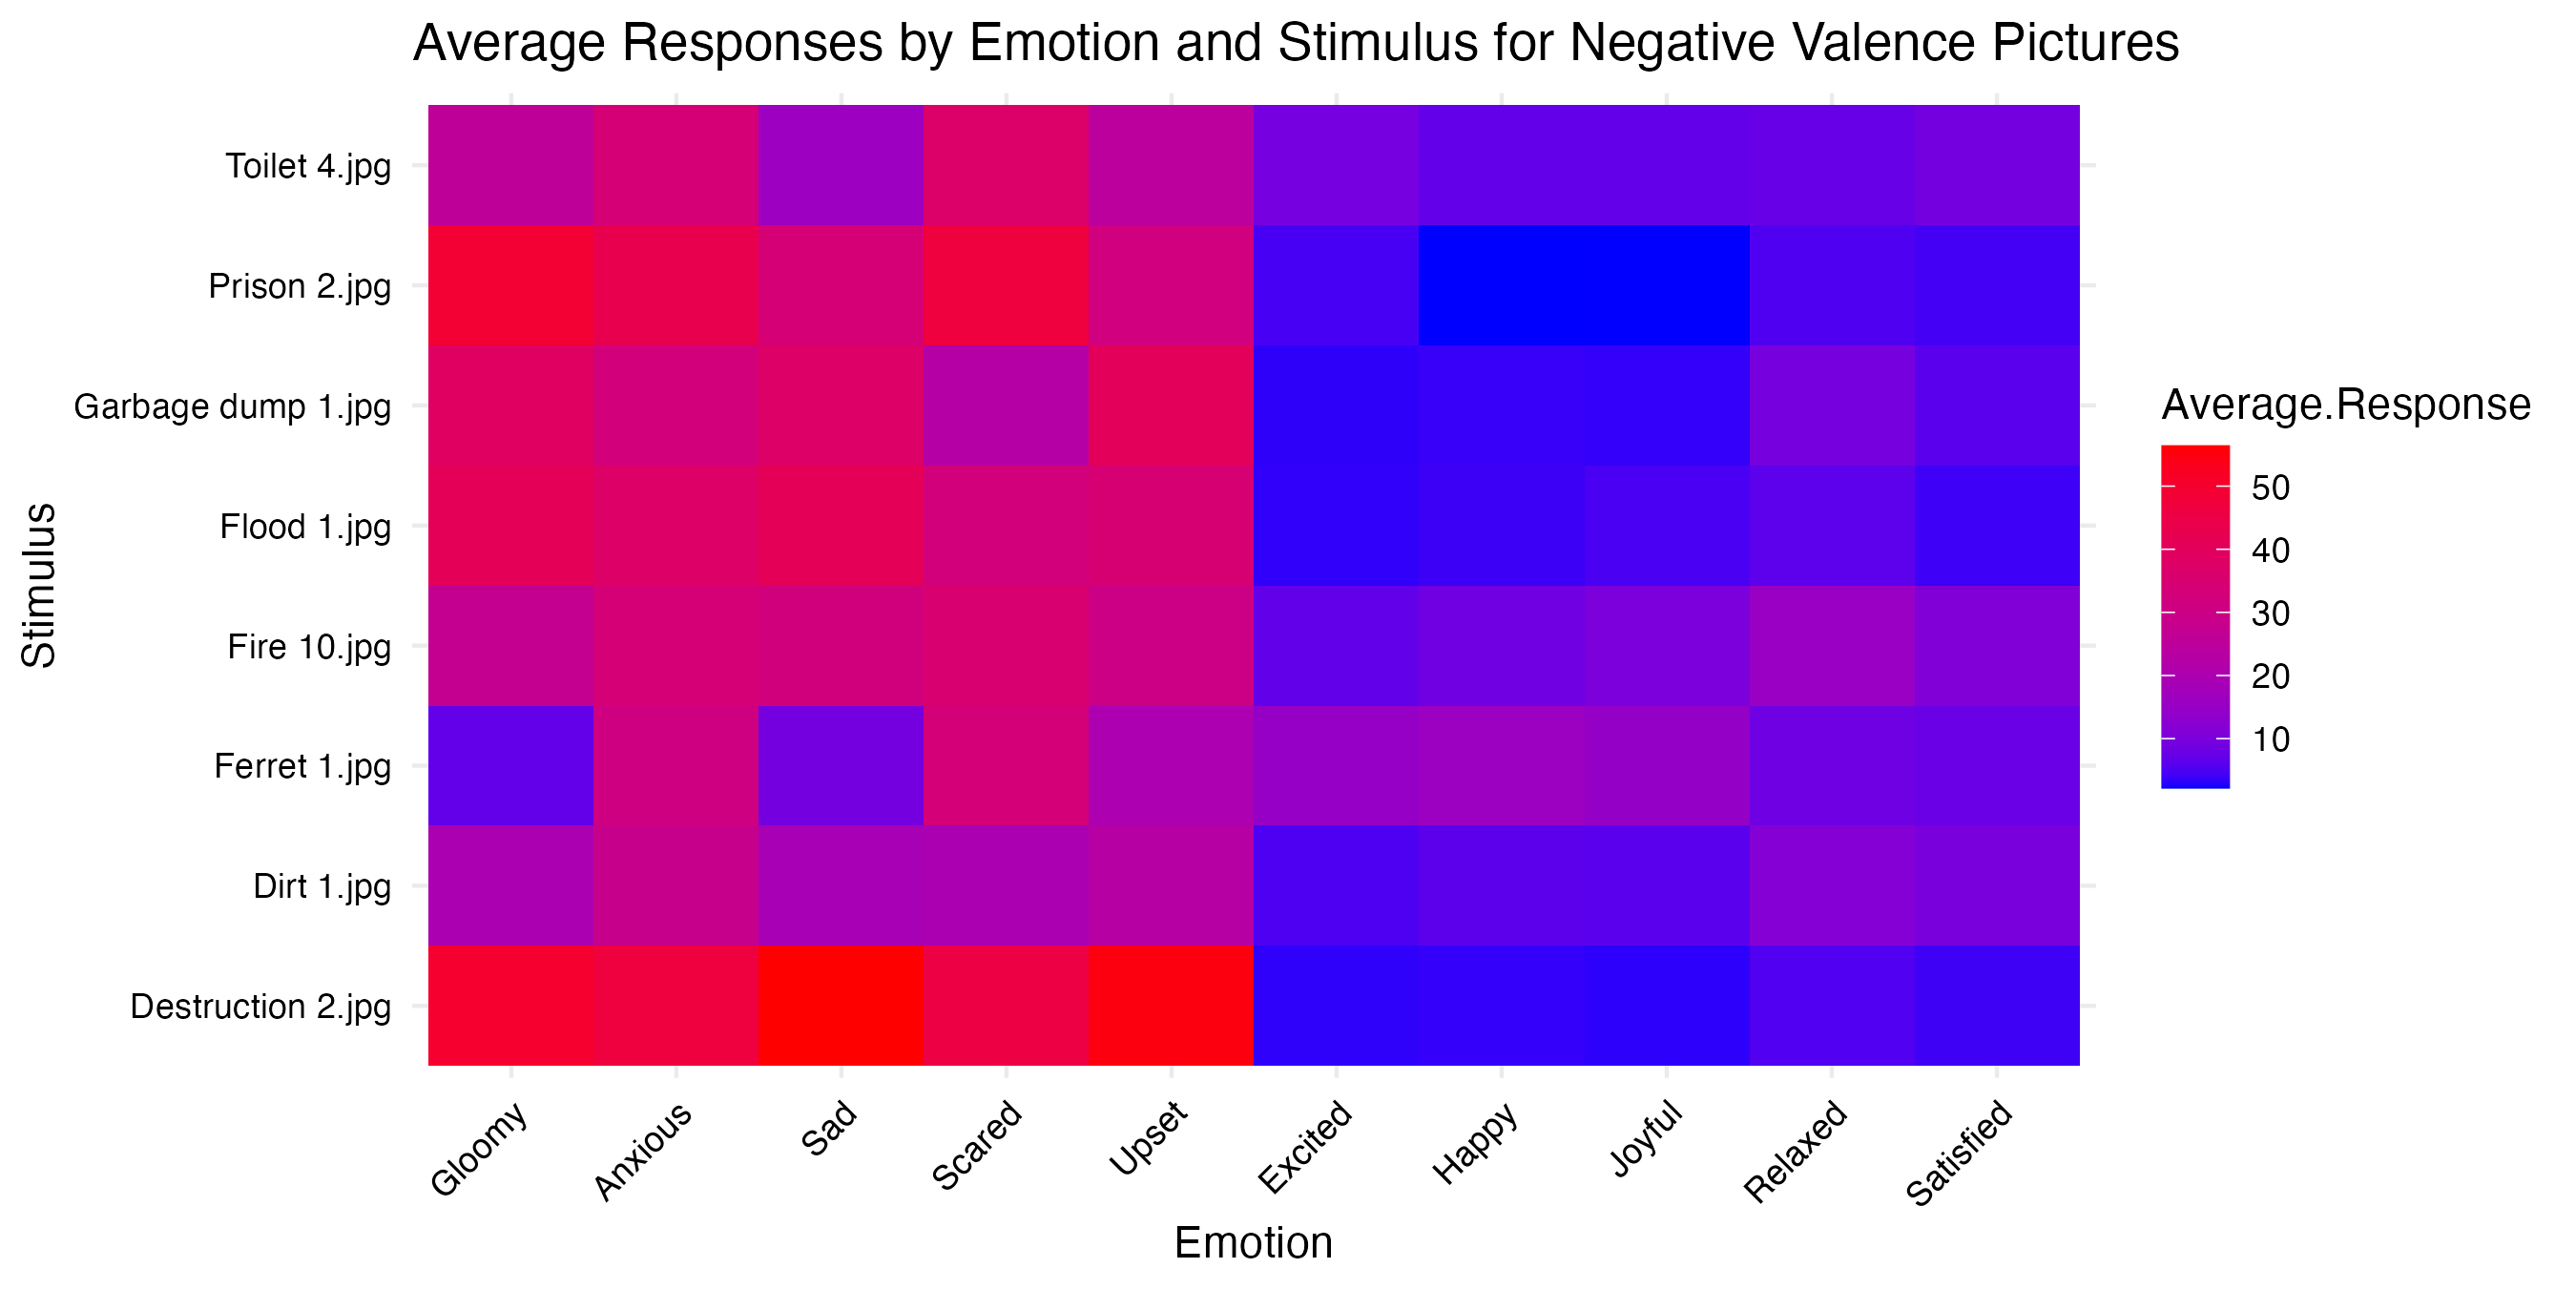 Average Responses by Emotion and Stimulus for Negative Valence Pictures
Stimulus
Toilet 4.jpg
Prison 2.jpg
Garbage dump 1.jpg
Flood 1.jpg
Fire 10.jpg
Ferret 1.jpg
Dirt 1.jpg
Destruction 2.jpg
Gloomy
Anxious
Sad
Scared
Upset
Excited
Happy
Joyful
Relaxed
Satisfied
Emotion
Average.Response
50
40
30
20
10